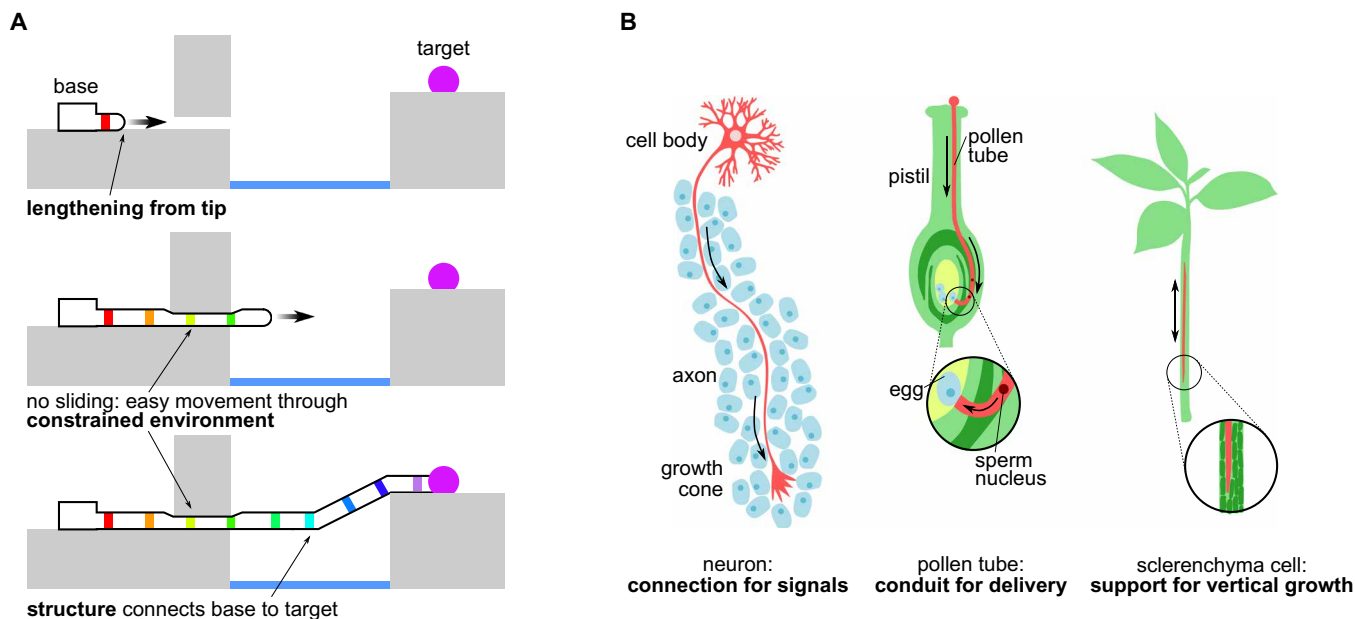 A
base
target
lengthening from tip
no sliding: easy movement through
constrained environment
structure connects base to target
B
cell body
axon
growth
cone
neuron:
connection for signals
pistil
pollen
tube
egg
sperm
nucleus
pollen tube:
conduit for delivery
sclerenchyma cell:
support for vertical growth